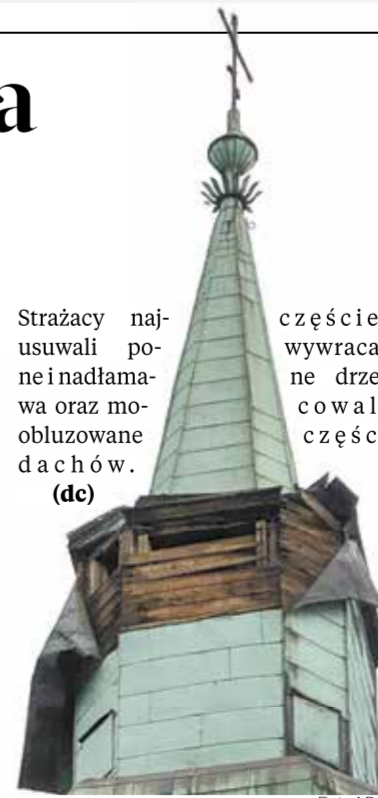 a
Strażacy naj- częście
usuwali po- wywraca
ne i nadłama- ne drze
wa oraz mo- cowal
obluzowane częśc
dachów.
(dc)